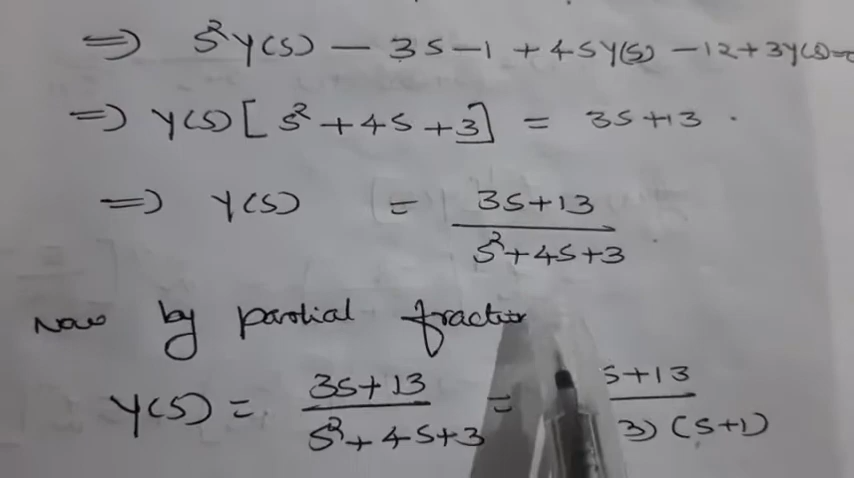 ⇒ s²Y(s) − 3s − 1 + 4sY(s) − 12 + 3Y(s) =
⇒ Y(s) [s² + 4s + 3] = 3s + 13 .
⇒ Y(s) = 3s+13 / s²+4s+3
Now by partial fraction
Y(s) = 3s+13 / s²+4s+3 = s+13 / 3) (s+1)